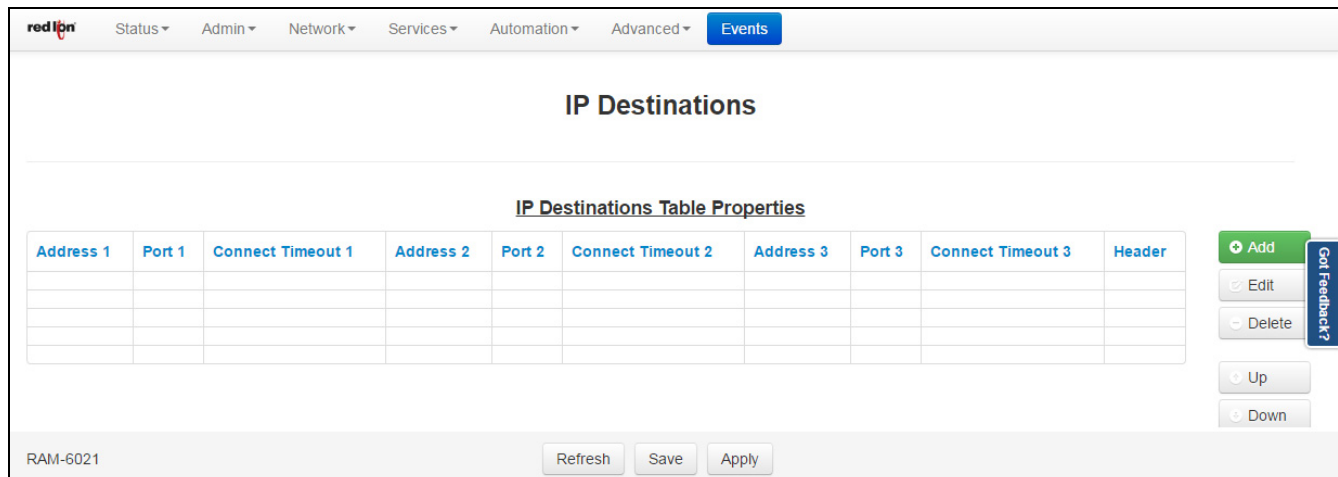 red lion Status Admin Network Services Automation Advanced Events
IP Destinations
IP Destinations Table Properties
Address 1 Port 1 Connect Timeout 1 Address 2 Port 2 Connect Timeout 2 Address 3 Port 3 Connect Timeout 3 Header
Add
Edit
Delete
Up
Down
Got Feedback?
RAM-6021 Refresh Save Apply